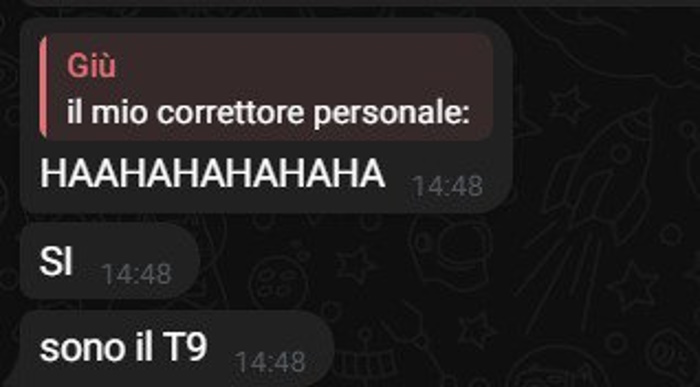 Giù
il mio correttore personale:
HAAHAHAHAHAHA 14:48
SI 14:48
sono il T9 14:48